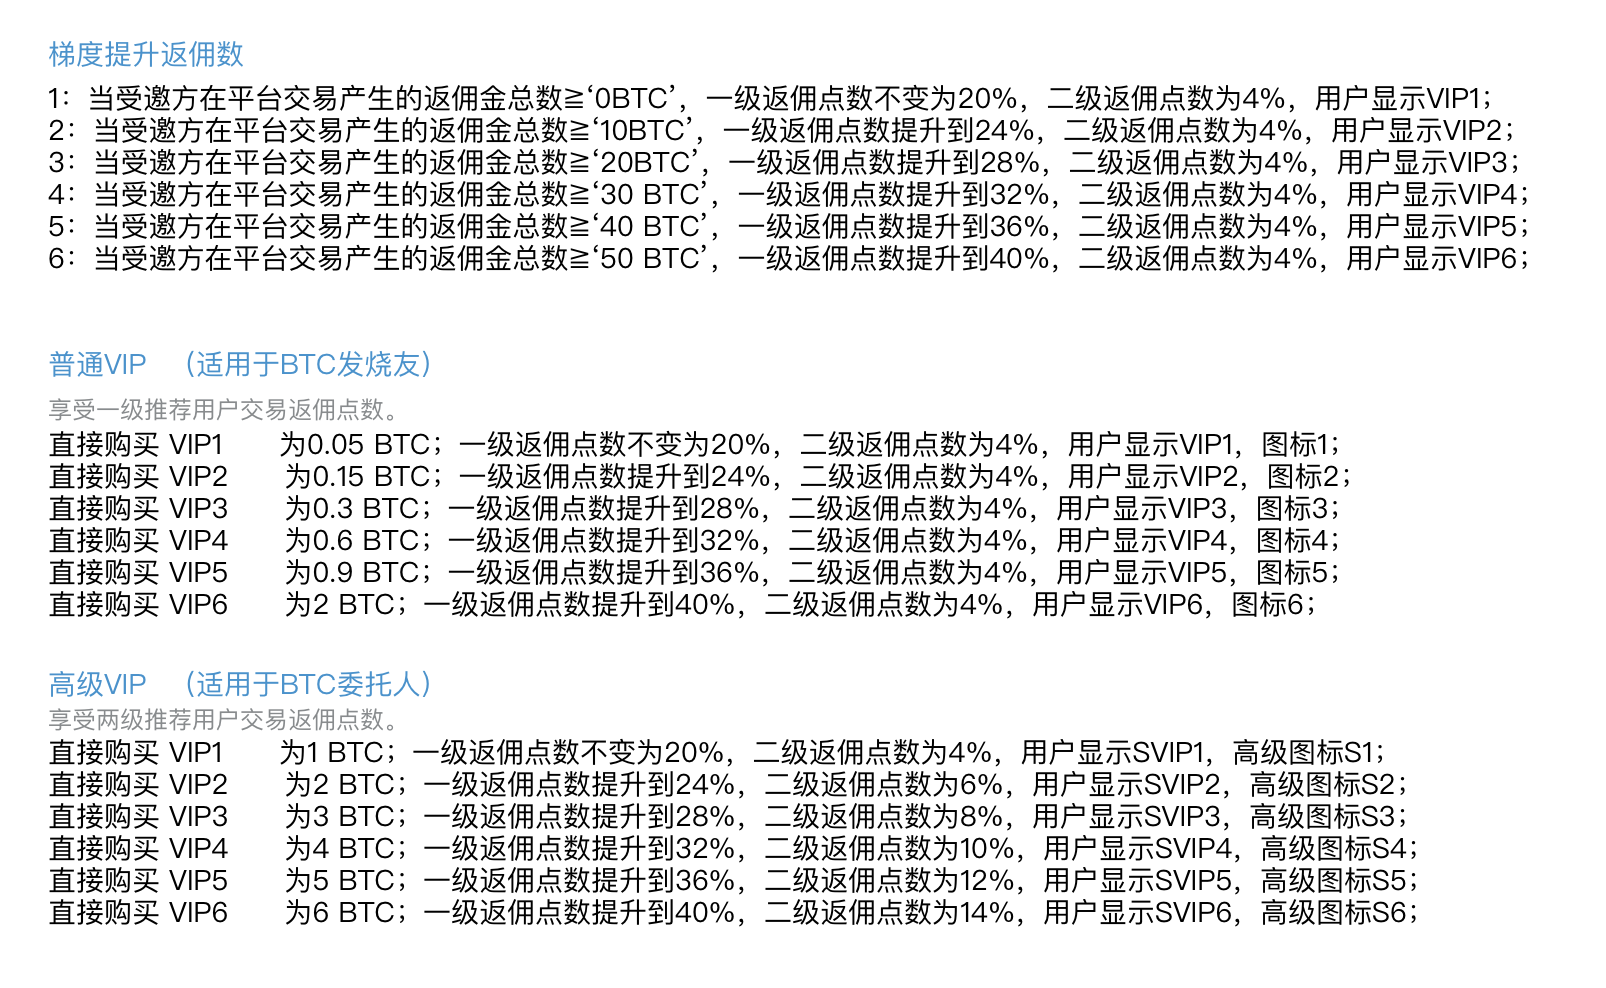 梯度提升返佣数
1：当受邀方在平台交易产生的返佣金总数≧‘0BTC’，一级返佣点数不变为20%，二级返佣点数为4%，用户显示VIP1；
2：当受邀方在平台交易产生的返佣金总数≧‘10BTC’，一级返佣点数提升到24%，二级返佣点数为4%，用户显示VIP2；
3：当受邀方在平台交易产生的返佣金总数≧‘20BTC’，一级返佣点数提升到28%，二级返佣点数为4%，用户显示VIP3；
4：当受邀方在平台交易产生的返佣金总数≧‘30 BTC’，一级返佣点数提升到32%，二级返佣点数为4%，用户显示VIP4；
5：当受邀方在平台交易产生的返佣金总数≧‘40 BTC’，一级返佣点数提升到36%，二级返佣点数为4%，用户显示VIP5；
6：当受邀方在平台交易产生的返佣金总数≧‘50 BTC’，一级返佣点数提升到40%，二级返佣点数为4%，用户显示VIP6；
普通VIP （适用于BTC发烧友）
享受一级推荐用户交易返佣点数。
直接购买 VIP1 为0.05 BTC；一级返佣点数不变为20%，二级返佣点数为4%，用户显示VIP1，图标1；
直接购买 VIP2 为0.15 BTC；一级返佣点数提升到24%，二级返佣点数为4%，用户显示VIP2，图标2；
直接购买 VIP3 为0.3 BTC；一级返佣点数提升到28%，二级返佣点数为4%，用户显示VIP3，图标3；
直接购买 VIP4 为0.6 BTC；一级返佣点数提升到32%，二级返佣点数为4%，用户显示VIP4，图标4；
直接购买 VIP5 为0.9 BTC；一级返佣点数提升到36%，二级返佣点数为4%，用户显示VIP5，图标5；
直接购买 VIP6 为2 BTC；一级返佣点数提升到40%，二级返佣点数为4%，用户显示VIP6，图标6；
高级VIP （适用于BTC委托人）
享受两级推荐用户交易返佣点数。
直接购买 VIP1 为1 BTC；一级返佣点数不变为20%，二级返佣点数为4%，用户显示SVIP1，高级图标S1；
直接购买 VIP2 为2 BTC；一级返佣点数提升到24%，二级返佣点数为6%，用户显示SVIP2，高级图标S2；
直接购买 VIP3 为3 BTC；一级返佣点数提升到28%，二级返佣点数为8%，用户显示SVIP3，高级图标S3；
直接购买 VIP4 为4 BTC；一级返佣点数提升到32%，二级返佣点数为10%，用户显示SVIP4，高级图标S4；
直接购买 VIP5 为5 BTC；一级返佣点数提升到36%，二级返佣点数为12%，用户显示SVIP5，高级图标S5；
直接购买 VIP6 为6 BTC；一级返佣点数提升到40%，二级返佣点数为14%，用户显示SVIP6，高级图标S6；